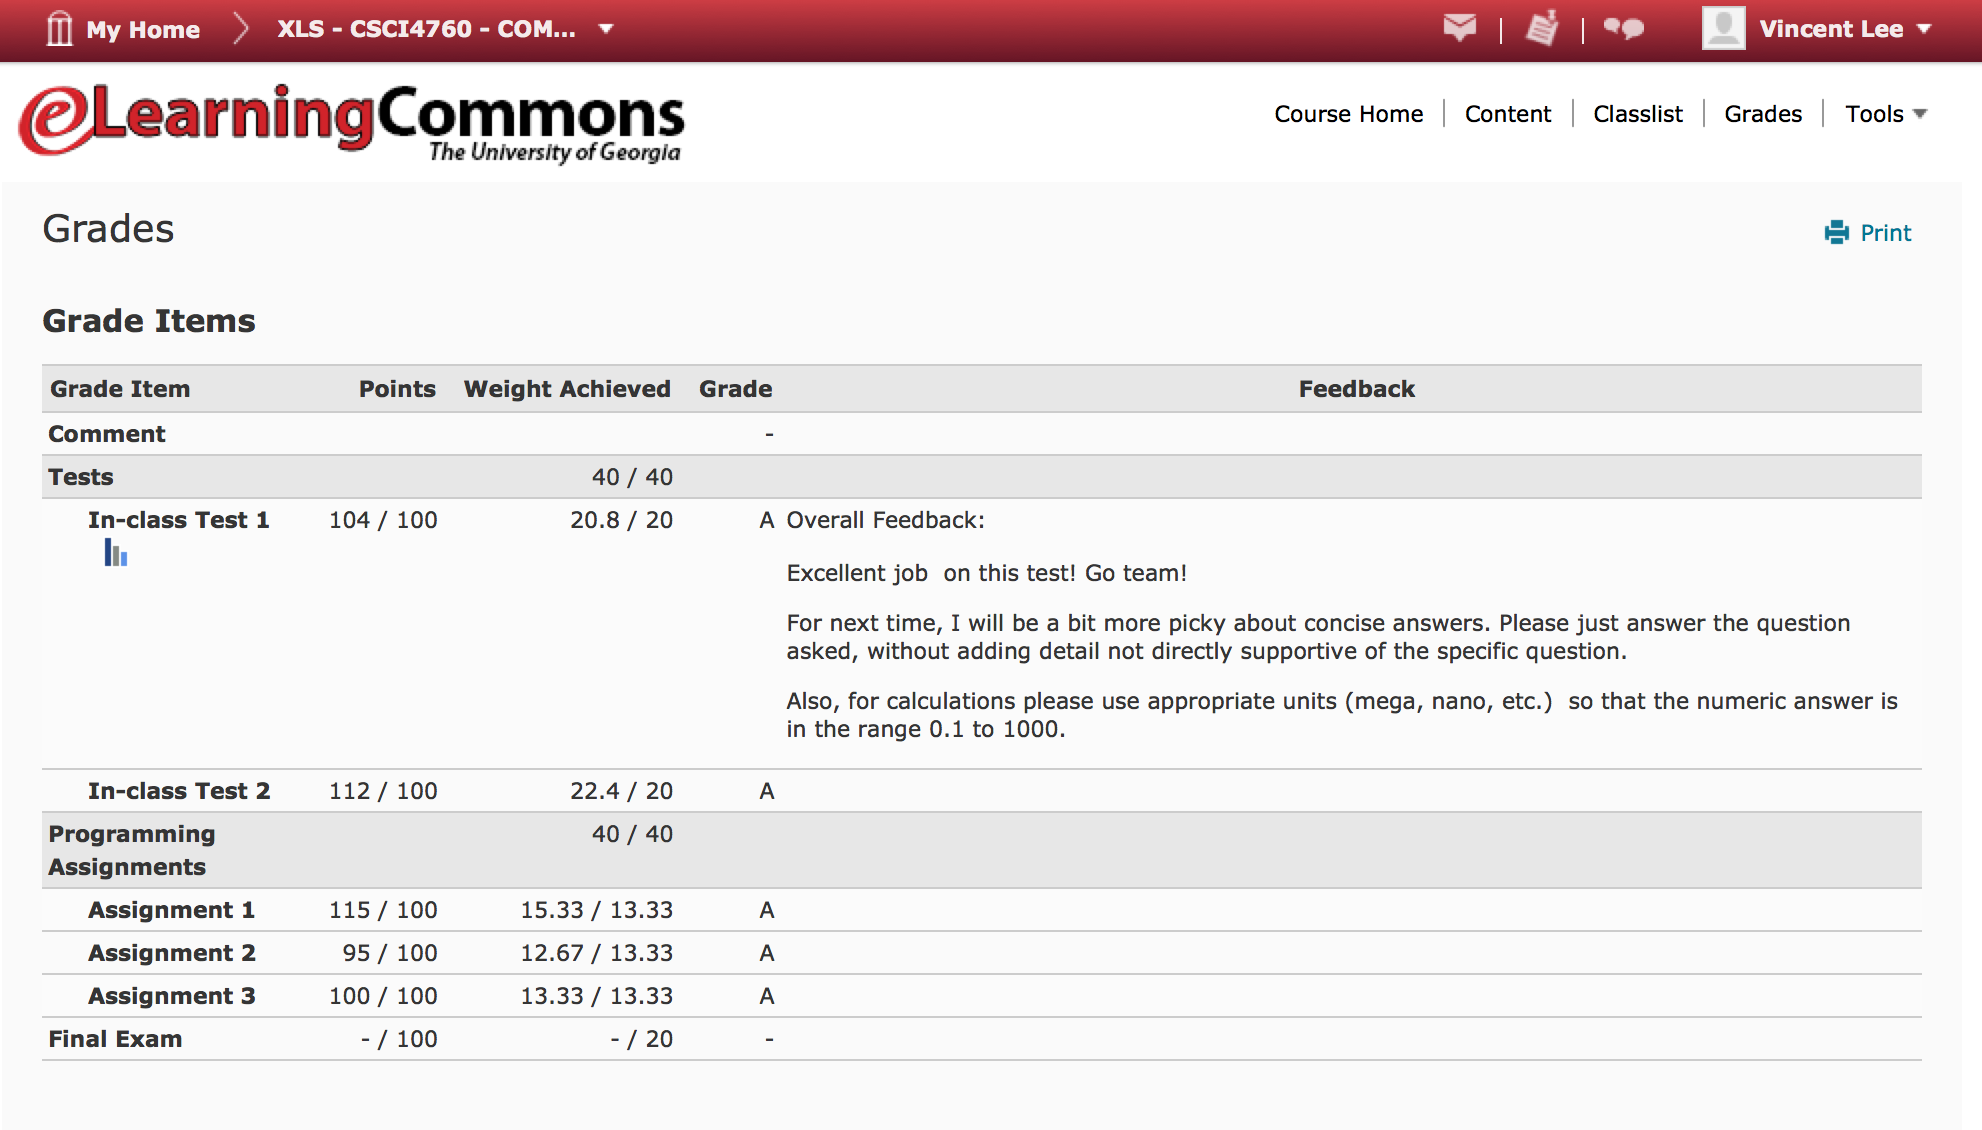 My Home XLS - CSCI4760 - COM... Vincent Lee
eLearningCommons
The University of Georgia
Course Home Content Classlist Grades Tools
Grades
Print
Grade Items
Grade Item Points Weight Achieved Grade Feedback
Comment -
Tests 40 / 40
In-class Test 1 104 / 100 20.8 / 20 A Overall Feedback:
Excellent job  on this test! Go team!
For next time, I will be a bit more picky about concise answers. Please just answer the question
asked, without adding detail not directly supportive of the specific question.
Also, for calculations please use appropriate units (mega, nano, etc.)  so that the numeric answer is
in the range 0.1 to 1000.
In-class Test 2 112 / 100 22.4 / 20 A
Programming 40 / 40
Assignments
Assignment 1 115 / 100 15.33 / 13.33 A
Assignment 2 95 / 100 12.67 / 13.33 A
Assignment 3 100 / 100 13.33 / 13.33 A
Final Exam - / 100 - / 20 -